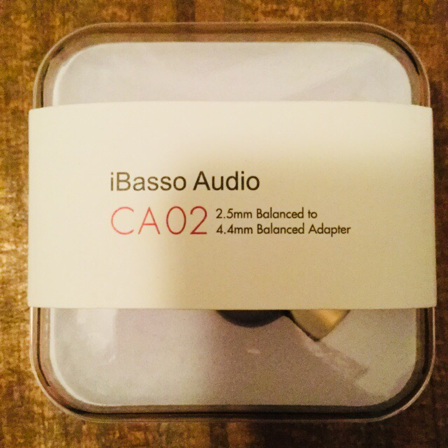 iBasso Audio
CA02 2.5mm Balanced to
4.4mm Balanced Adapter